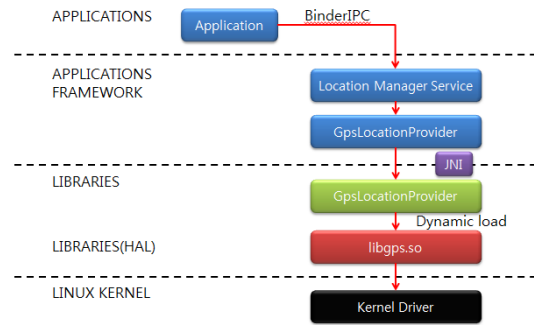 APPLICATIONS
Application
BinderIPC
APPLICATIONS
FRAMEWORK
Location Manager Service
GpsLocationProvider
JNI
LIBRARIES
GpsLocationProvider
Dynamic load
LIBRARIES(HAL)
libgps.so
LINUX KERNEL
Kernel Driver